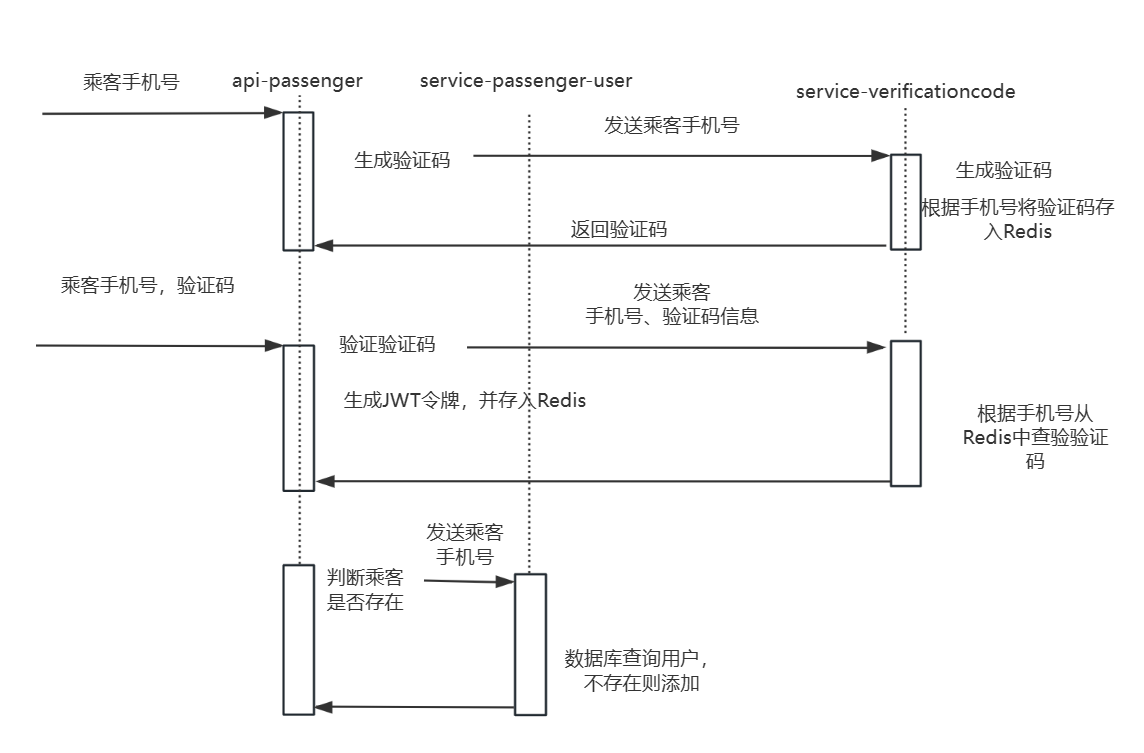 乘客手机号
api-passenger
service-passenger-user
service-verificationcode
发送乘客手机号
生成验证码
生成验证码
根据手机号将验证码存
入Redis
返回验证码
乘客手机号，验证码
发送乘客
手机号、验证码信息
验证验证码
生成JWT令牌，并存入Redis
根据手机号从
Redis中查验验证
码
发送乘客
手机号
判断乘客
是否存在
数据库查询用户，
不存在则添加